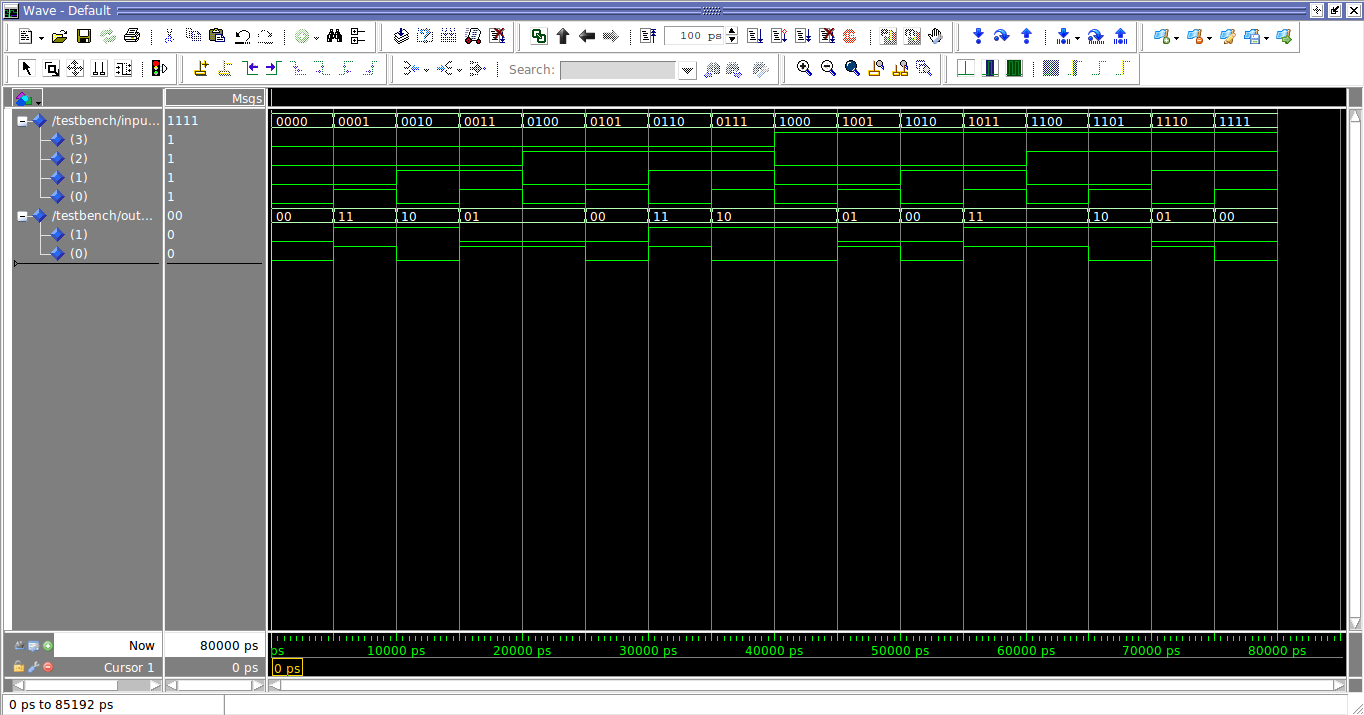 Wave - Default
100 ps
Search:
Msgs
/testbench/inpu... 1111 0000 0001 0010 0011 0100 0101 0110 0111 1000 1001 1010 1011 1100 1101 1110 1111
(3) 1
(2) 1
(1) 1
(0) 1
/testbench/out... 00 00 11 10 01 00 11 10 01 00 11 10 01 00
(1) 0
(0) 0
Now 80000 ps ps 10000 ps 20000 ps 30000 ps 40000 ps 50000 ps 60000 ps 70000 ps 80000 ps
Cursor 1 0 ps 0 ps
0 ps to 85192 ps